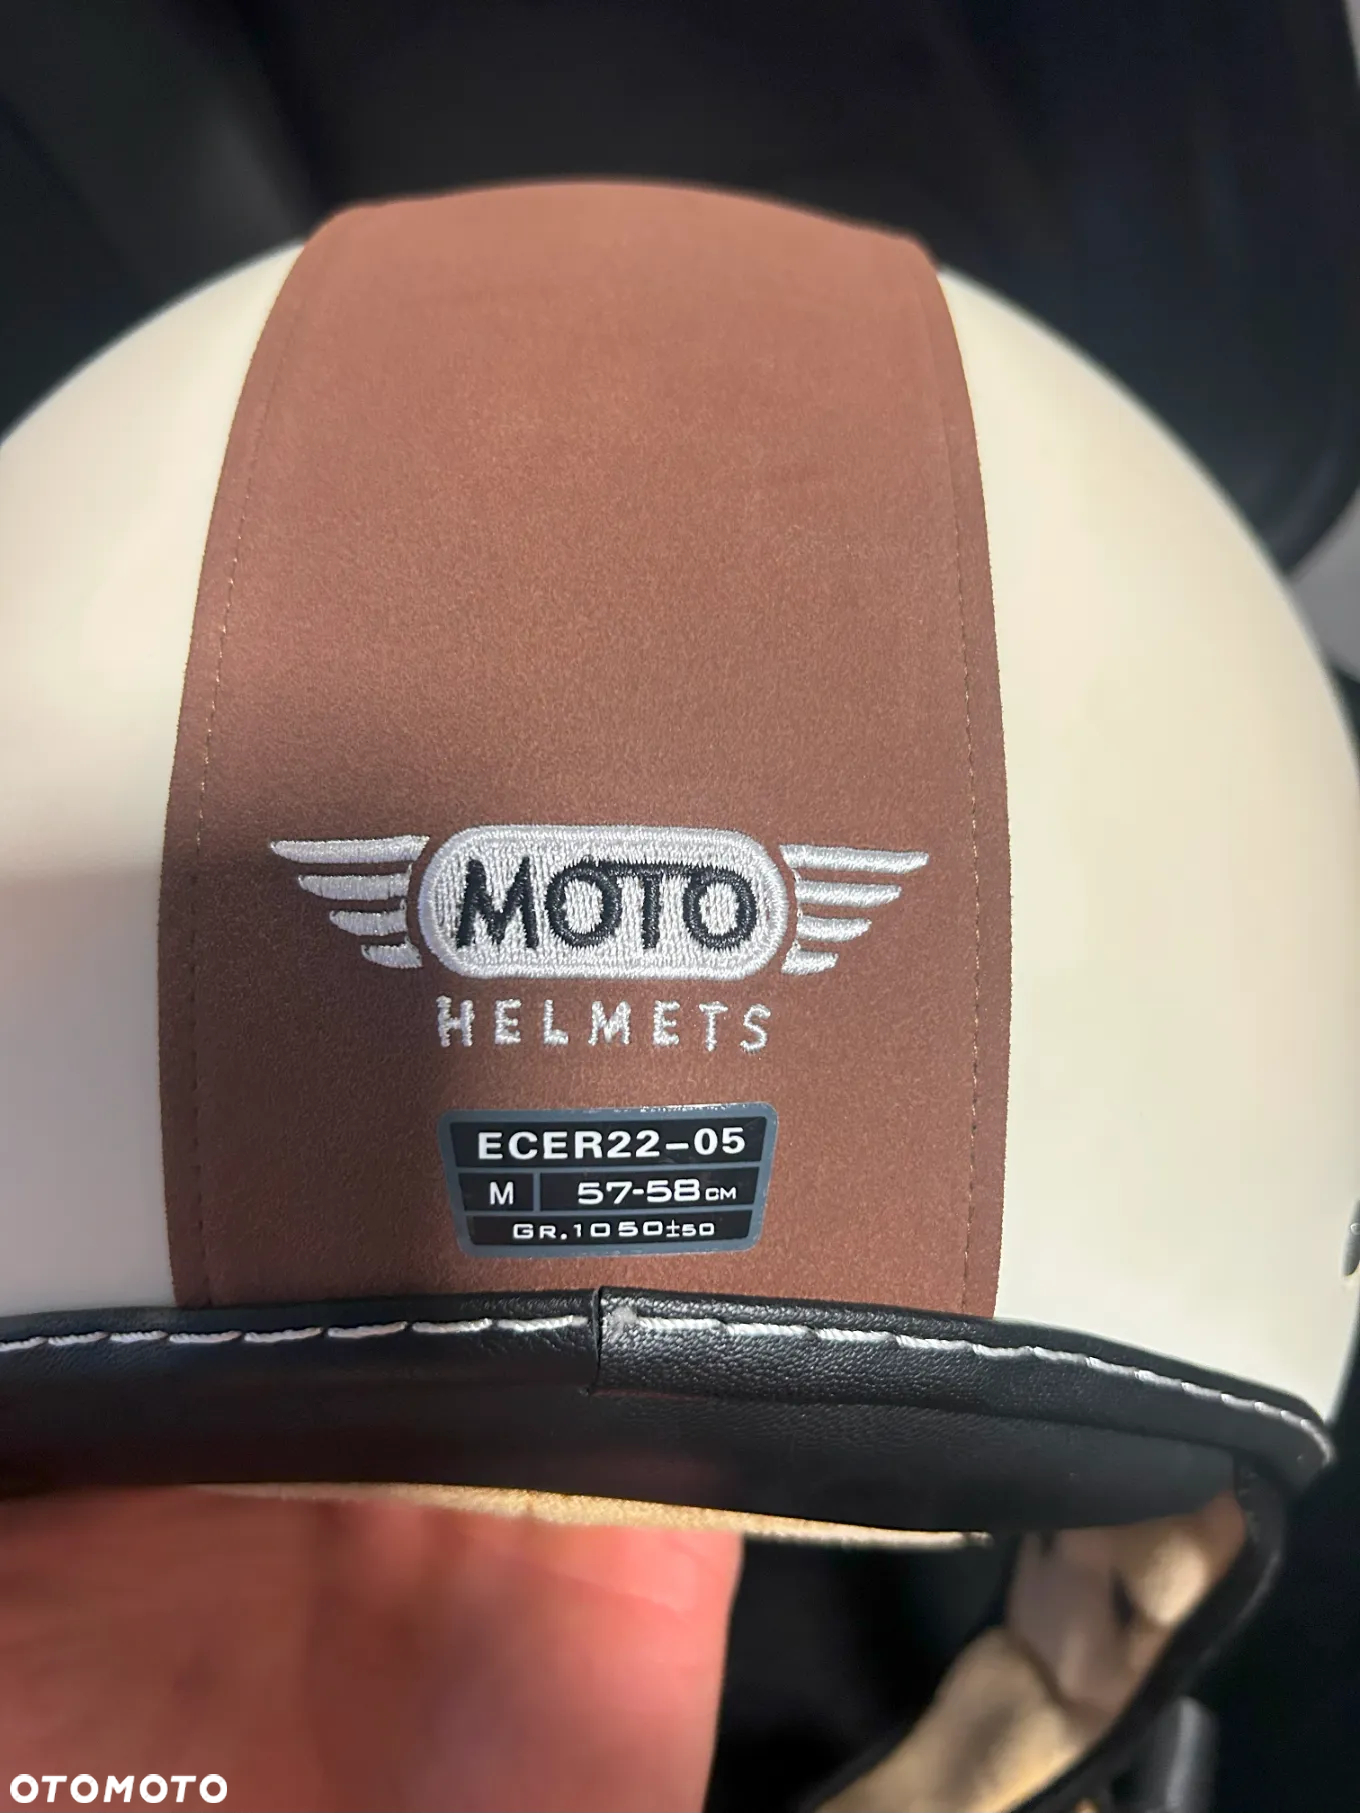 MOTO
HELMETS
ECER22-05
M 57-58CM
GR.1050±50
OTOMOTO